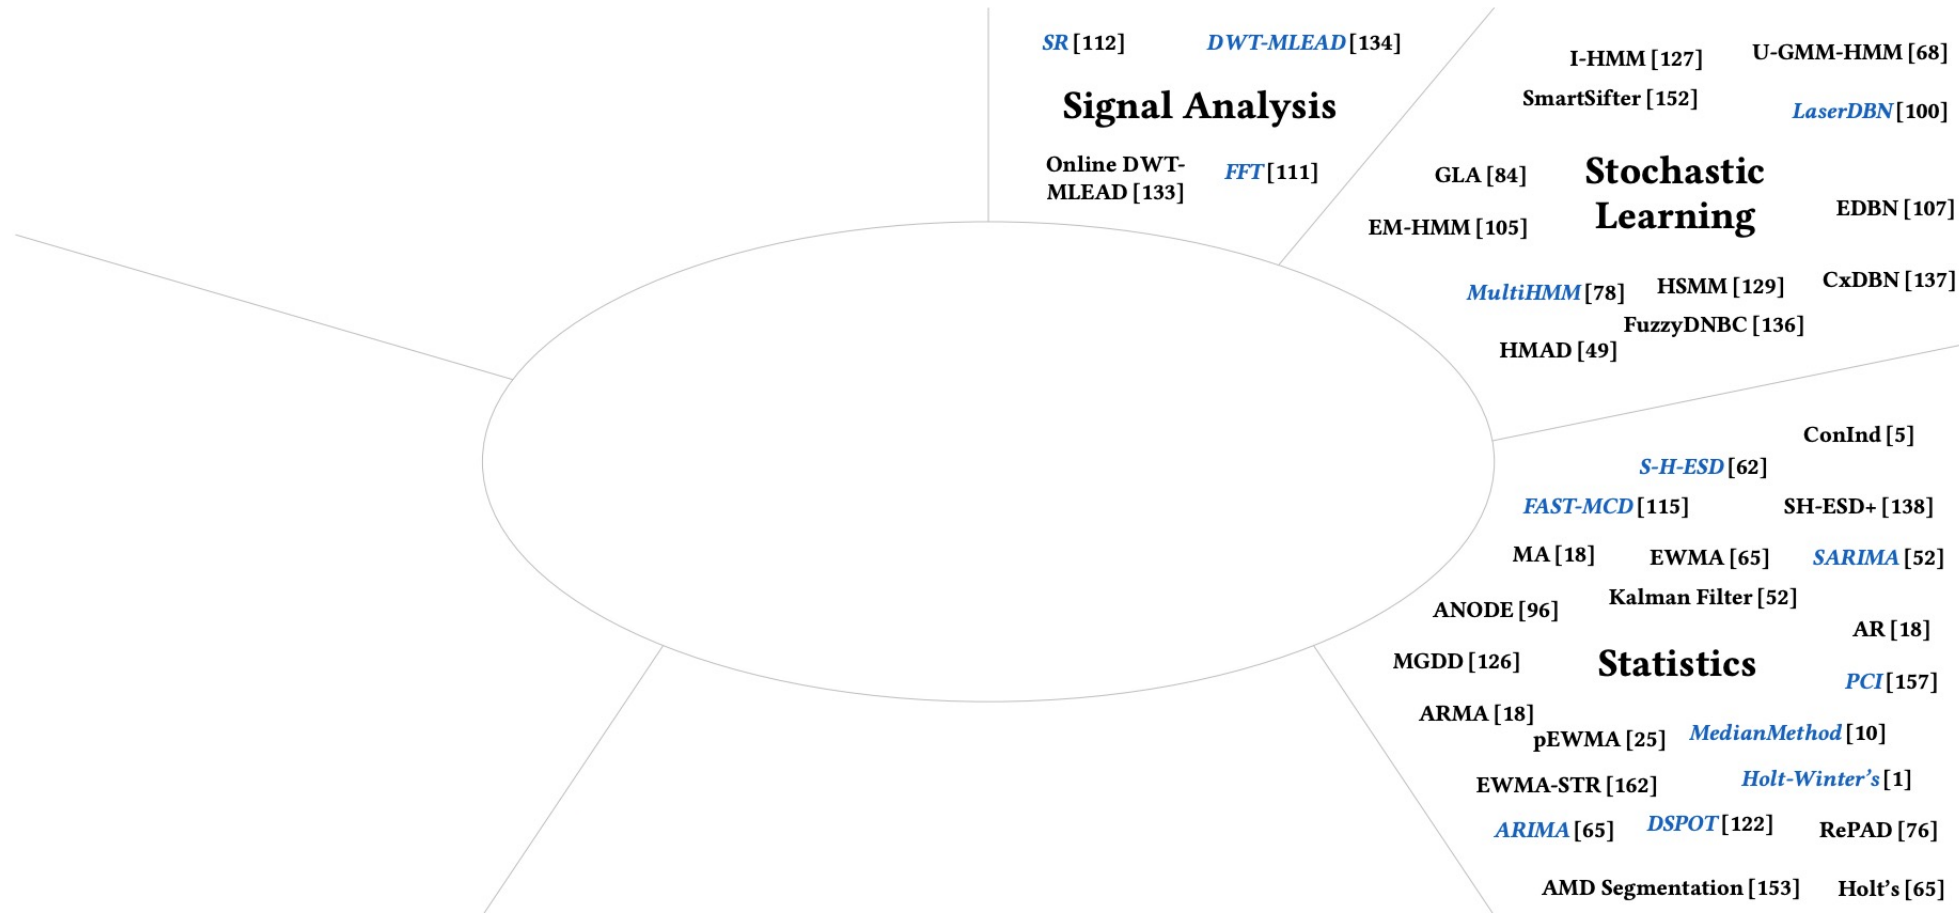 SR [112]
DWT-MLEAD [134]
Signal Analysis
Online DWT-
MLEAD [133]
FFT [111]
I-HMM [127]
U-GMM-HMM [68]
SmartSifter [152]
LaserDBN [100]
GLA [84]
Stochastic
Learning
EDBN [107]
EM-HMM [105]
MultiHMM [78]
HSMM [129]
CxDBN [137]
FuzzyDNBC [136]
HMAD [49]
ConInd [5]
S-H-ESD [62]
FAST-MCD [115]
SH-ESD+ [138]
MA [18]
EWMA [65]
SARIMA [52]
Kalman Filter [52]
ANODE [96]
AR [18]
MGDD [126]
Statistics
PCI [157]
ARMA [18]
pEWMA [25]
MedianMethod [10]
EWMA-STR [162]
Holt-Winter’s [1]
ARIMA [65]
DSPOT [122]
RePAD [76]
AMD Segmentation [153]
Holt’s [65]